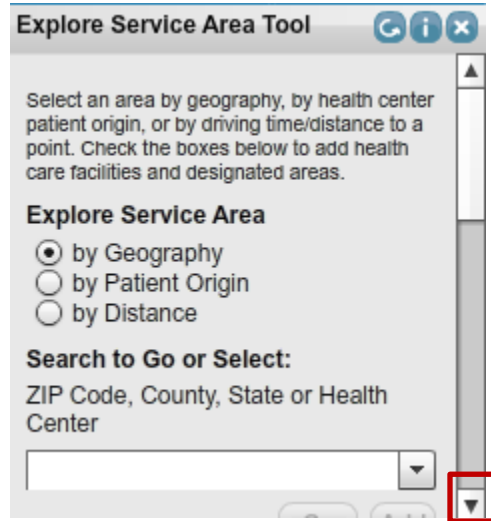 Explore Service Area Tool
Select an area by geography, by health center
patient origin, or by driving time/distance to a
point. Check the boxes below to add health
care facilities and designated areas.
Explore Service Area
by Geography
by Patient Origin
by Distance
Search to Go or Select:
ZIP Code, County, State or Health
Center